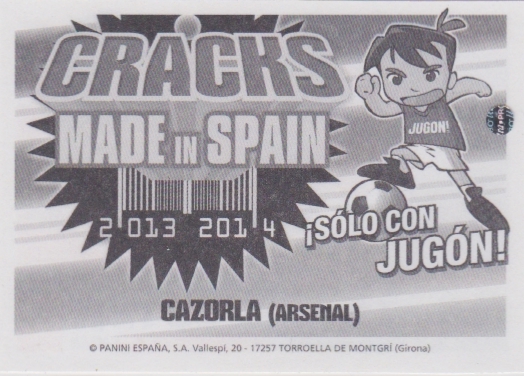 CRACKS
MADE IN SPAIN
2 013 201 4
JUGON!
¡SÓLO CON
JUGÓN!
CAZORLA (ARSENAL)
© PANINI ESPAÑA, S.A. Vallespí, 20 - 17257 TORROELLA DE MONTGRÍ (Girona)